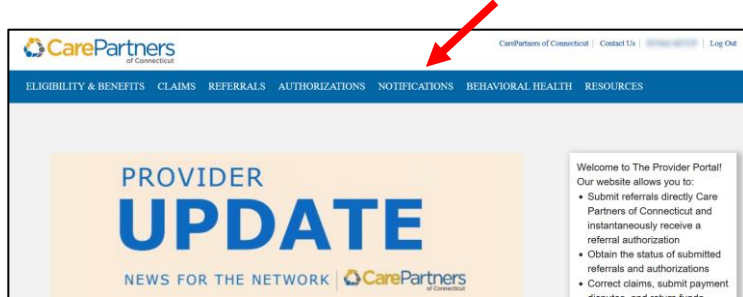 CarePartners
of Connecticut
CarePartners of Connecticut | Contact Us | | Log Out
ELIGIBILITY & BENEFITS CLAIMS REFERRALS AUTHORIZATIONS NOTIFICATIONS BEHAVIORAL HEALTH RESOURCES
PROVIDER
UPDATE
NEWS FOR THE NETWORK | CarePartners
of Connecticut
Welcome to The Provider Portal!
Our website allows you to:
• Submit referrals directly Care
Partners of Connecticut and
instantaneously receive a
referral authorization
• Obtain the status of submitted
referrals and authorizations
• Correct claims, submit payment
disputes, and return funds